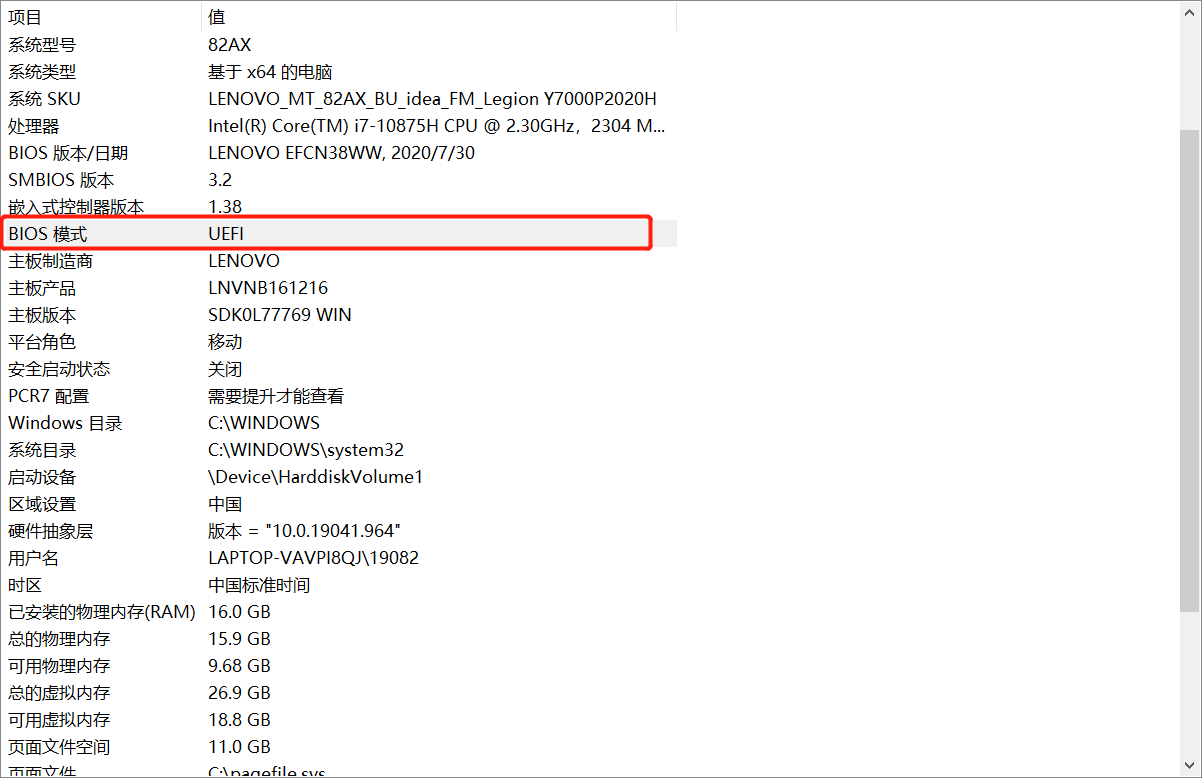 项目 值
系统型号 82AX
系统类型 基于 x64 的电脑
系统 SKU LENOVO_MT_82AX_BU_idea_FM_Legion Y7000P2020H
处理器 Intel(R) Core(TM) i7-10875H CPU @ 2.30GHz，2304 M...
BIOS 版本/日期 LENOVO EFCN38WW, 2020/7/30
SMBIOS 版本 3.2
嵌入式控制器版本 1.38
BIOS 模式 UEFI
主板制造商 LENOVO
主板产品 LNVNB161216
主板版本 SDK0L77769 WIN
平台角色 移动
安全启动状态 关闭
PCR7 配置 需要提升才能查看
Windows 目录 C:\WINDOWS
系统目录 C:\WINDOWS\system32
启动设备 \Device\HarddiskVolume1
区域设置 中国
硬件抽象层 版本 = "10.0.19041.964"
用户名 LAPTOP-VAVPI8QJ\19082
时区 中国标准时间
已安装的物理内存(RAM) 16.0 GB
总的物理内存 15.9 GB
可用物理内存 9.68 GB
总的虚拟内存 26.9 GB
可用虚拟内存 18.8 GB
页面文件空间 11.0 GB
页面文件 C:\pagefile.sys